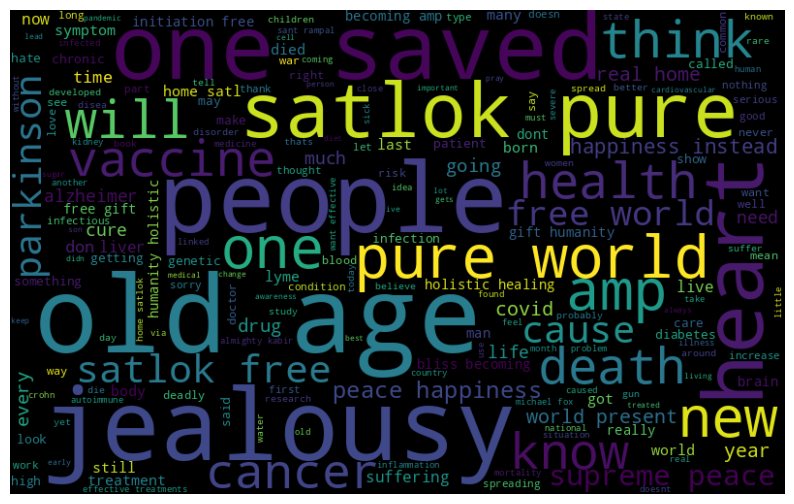 now long pandemic initiation free children becoming amp type many doesn state known
lead infected symptom one saved sant rampal cell coming think common rare
hate chronic died war right close called human
time home satl part tell thank person real home nothing
without developed disea may pray important spread better cardiovascular serious
love see will satlok pure severe say must good
kidney make disorder thats sick let last dont never
another book medicine vaccine much patient born happiness instead
parkinson sugar thought going women show
alzheimer risk idea diet lot gets health want well
infectious free gift people live want effective free world need
son cure humanity holistic linked gift humanity heart
don liver one infection pure world suffer mean
didn getting genetic lyme blood
something medical change holistic healing amp live
sorry condition believe found today take
old age doctor awareness covid care diabetes always little
keep home satlok day via study drug feel probably man cause illness around increase
almighty kabir best use month problem
way satlok free life death living brain
every die body bliss becoming
crohn autoimmune deadly first country peace happiness caused gun
yet said research michael fox got world present new
look jealousy water old national really
work still situation know world year
high treatment cancer inflammation suffering treated real
early effective treatments mortality spreading supreme peace doesnt